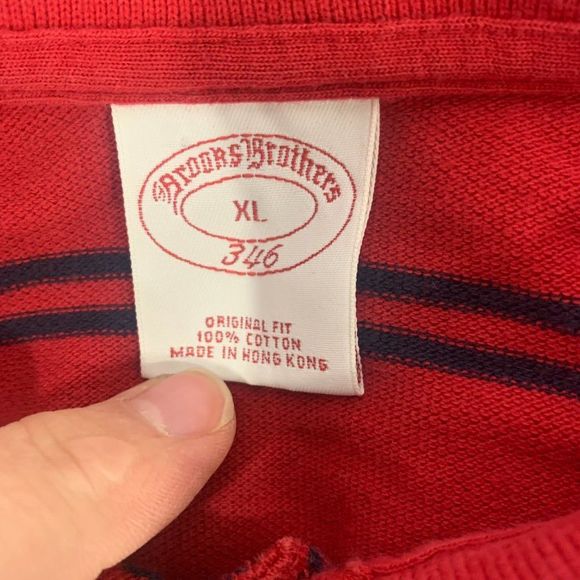 Brooks Brothers
XL
346
ORIGINAL FIT
100% COTTON
MADE IN HONG KONG